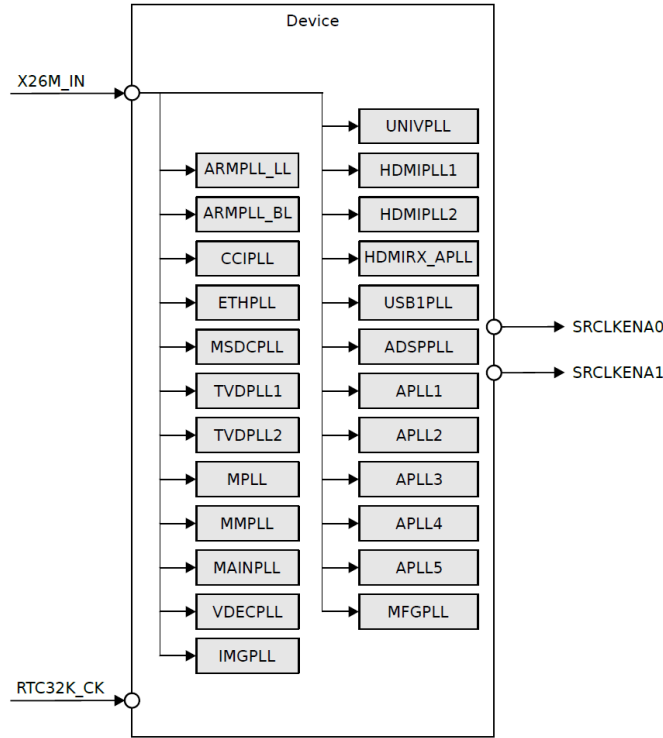 Device
X26M_IN
UNIVPLL
ARMPLL_LL
HDMIPLL1
ARMPLL_BL
HDMIPLL2
CCIPLL
HDMIRX_APLL
ETHPLL
USB1PLL
SRCLKENA0
MSDCPLL
ADSPPLL
SRCLKENA1
TVDPLL1
APLL1
TVDPLL2
APLL2
MPLL
APLL3
MMPLL
APLL4
MAINPLL
APLL5
VDECPLL
MFGPLL
IMGPLL
RTC32K_CK